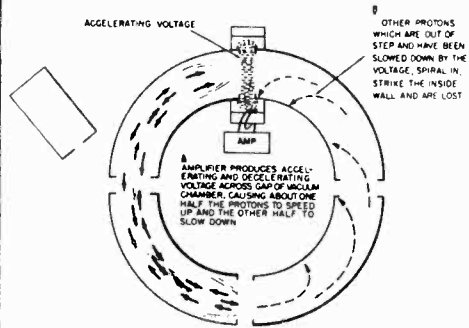 ACCELERATING VOLTAGE
B
OTHER PROTONS
WHICH ARE OUT OF
STEP AND HAVE BEEN
SLOWED DOWN BY THE
VOLTAGE, SPIRAL IN,
STRIKE THE INSIDE
WALL AND ARE LOST
AMP
A
AMPLIFIER PRODUCES ACCEL-
ERATING AND DECELERATING
VOLTAGE ACROSS GAP OF VACUUM
CHAMBER, CAUSING ABOUT ONE
HALF THE PROTONS TO SPEED
UP AND THE OTHER HALF TO
SLOW DOWN